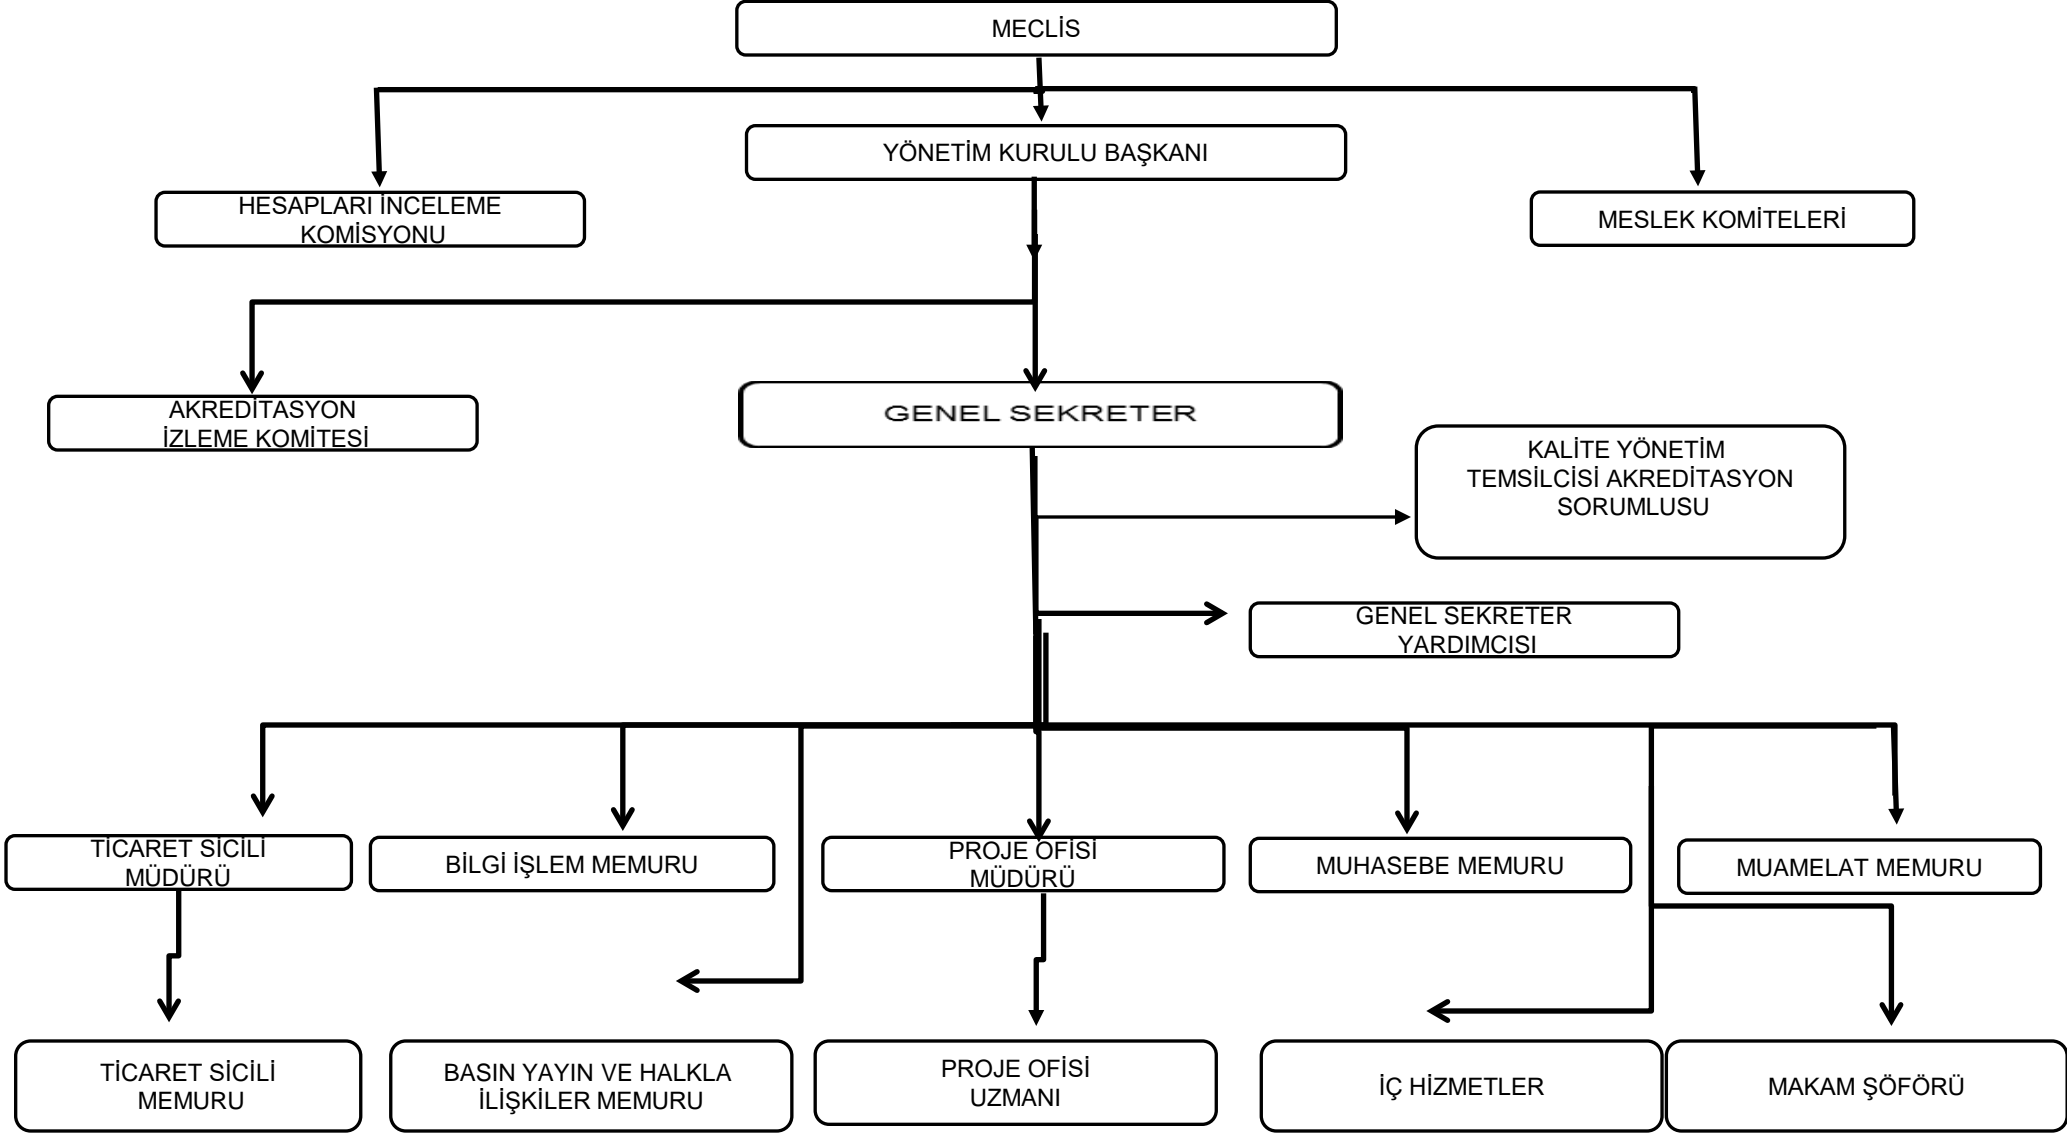 MECLİS
YÖNETİM KURULU BAŞKANI
HESAPLARI İNCELEME
KOMİSYONU
MESLEK KOMİTELERİ
AKREDİTASYON
İZLEME KOMİTESİ
GENEL SEKRETER
KALİTE YÖNETİM
TEMSİLCİSİ AKREDİTASYON
SORUMLUSU
GENEL SEKRETER
YARDIMCISI
TİCARET SİCİLİ
MÜDÜRÜ
BİLGİ İŞLEM MEMURU
PROJE OFİSİ
MÜDÜRÜ
MUHASEBE MEMURU
MUAMELAT MEMURU
TİCARET SİCİLİ
MEMURU
BASIN YAYIN VE HALKLA
İLİŞKİLER MEMURU
PROJE OFİSİ
UZMANI
İÇ HİZMETLER
MAKAM ŞÖFÖRÜ